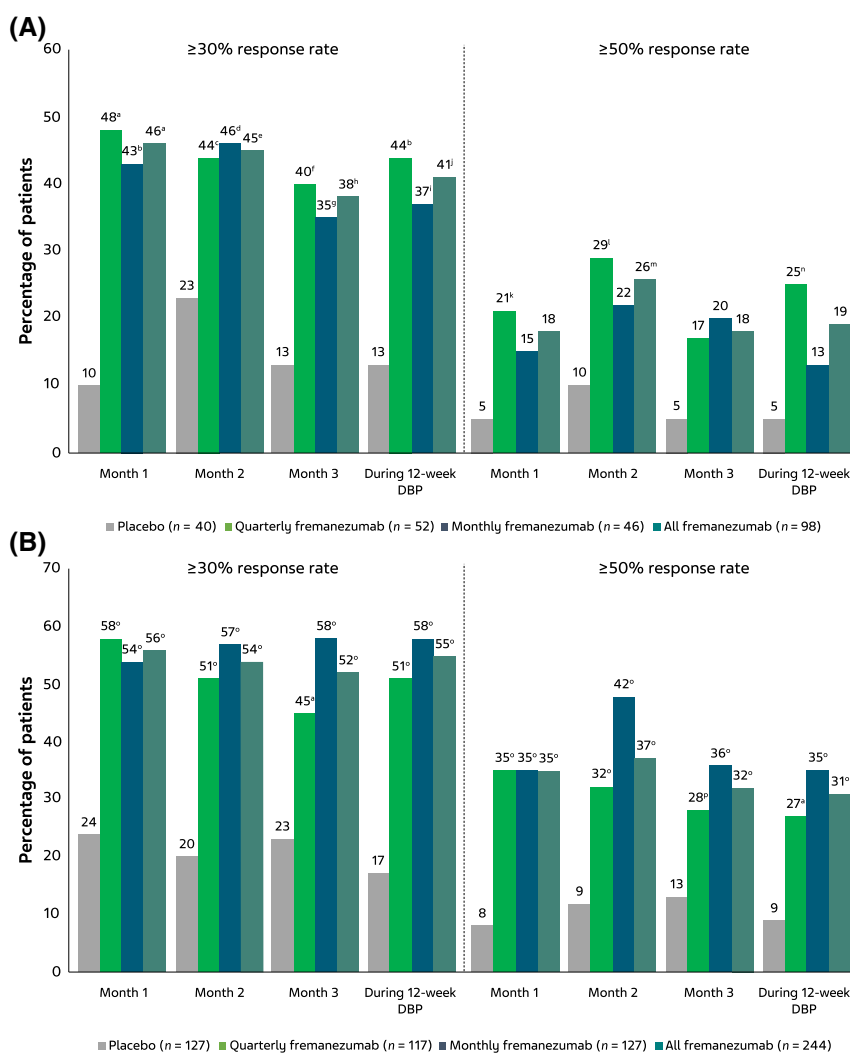 (A)
≥30% response rate
≥50% response rate
Percentage of patients
60
50
40
30
20
10
0
10 48ᵃ 43ᵇ 46ᵃ
23 44ᶜ 46ᵈ 45ᵉ
13 40ᶠ 35ᵍ 38ʰ
13 44ᵇ 37ⁱ 41ʲ
5 21ᵏ 15 18
10 29ˡ 22 26ᵐ
5 17 20 18
5 25ⁿ 13 19
Month 1 Month 2 Month 3 During 12-week DBP Month 1 Month 2 Month 3 During 12-week DBP
Placebo (n = 40) Quarterly fremanezumab (n = 52) Monthly fremanezumab (n = 46) All fremanezumab (n = 98)
(B)
≥30% response rate
≥50% response rate
Percentage of patients
70
60
50
40
30
20
10
0
24 58ᵒ 54ᵒ 56ᵒ
20 51ᵒ 57ᵒ 54ᵒ
23 45ᵃ 58ᵒ 52ᵒ
17 51ᵒ 58ᵒ 55ᵒ
8 35ᵒ 35ᵒ 35ᵒ
9 32ᵒ 42ᵒ 37ᵒ
13 28ᵖ 36ᵒ 32ᵒ
9 27ᵃ 35ᵒ 31ᵒ
Month 1 Month 2 Month 3 During 12-week DBP Month 1 Month 2 Month 3 During 12-week DBP
Placebo (n = 127) Quarterly fremanezumab (n = 117) Monthly fremanezumab (n = 127) All fremanezumab (n = 244)